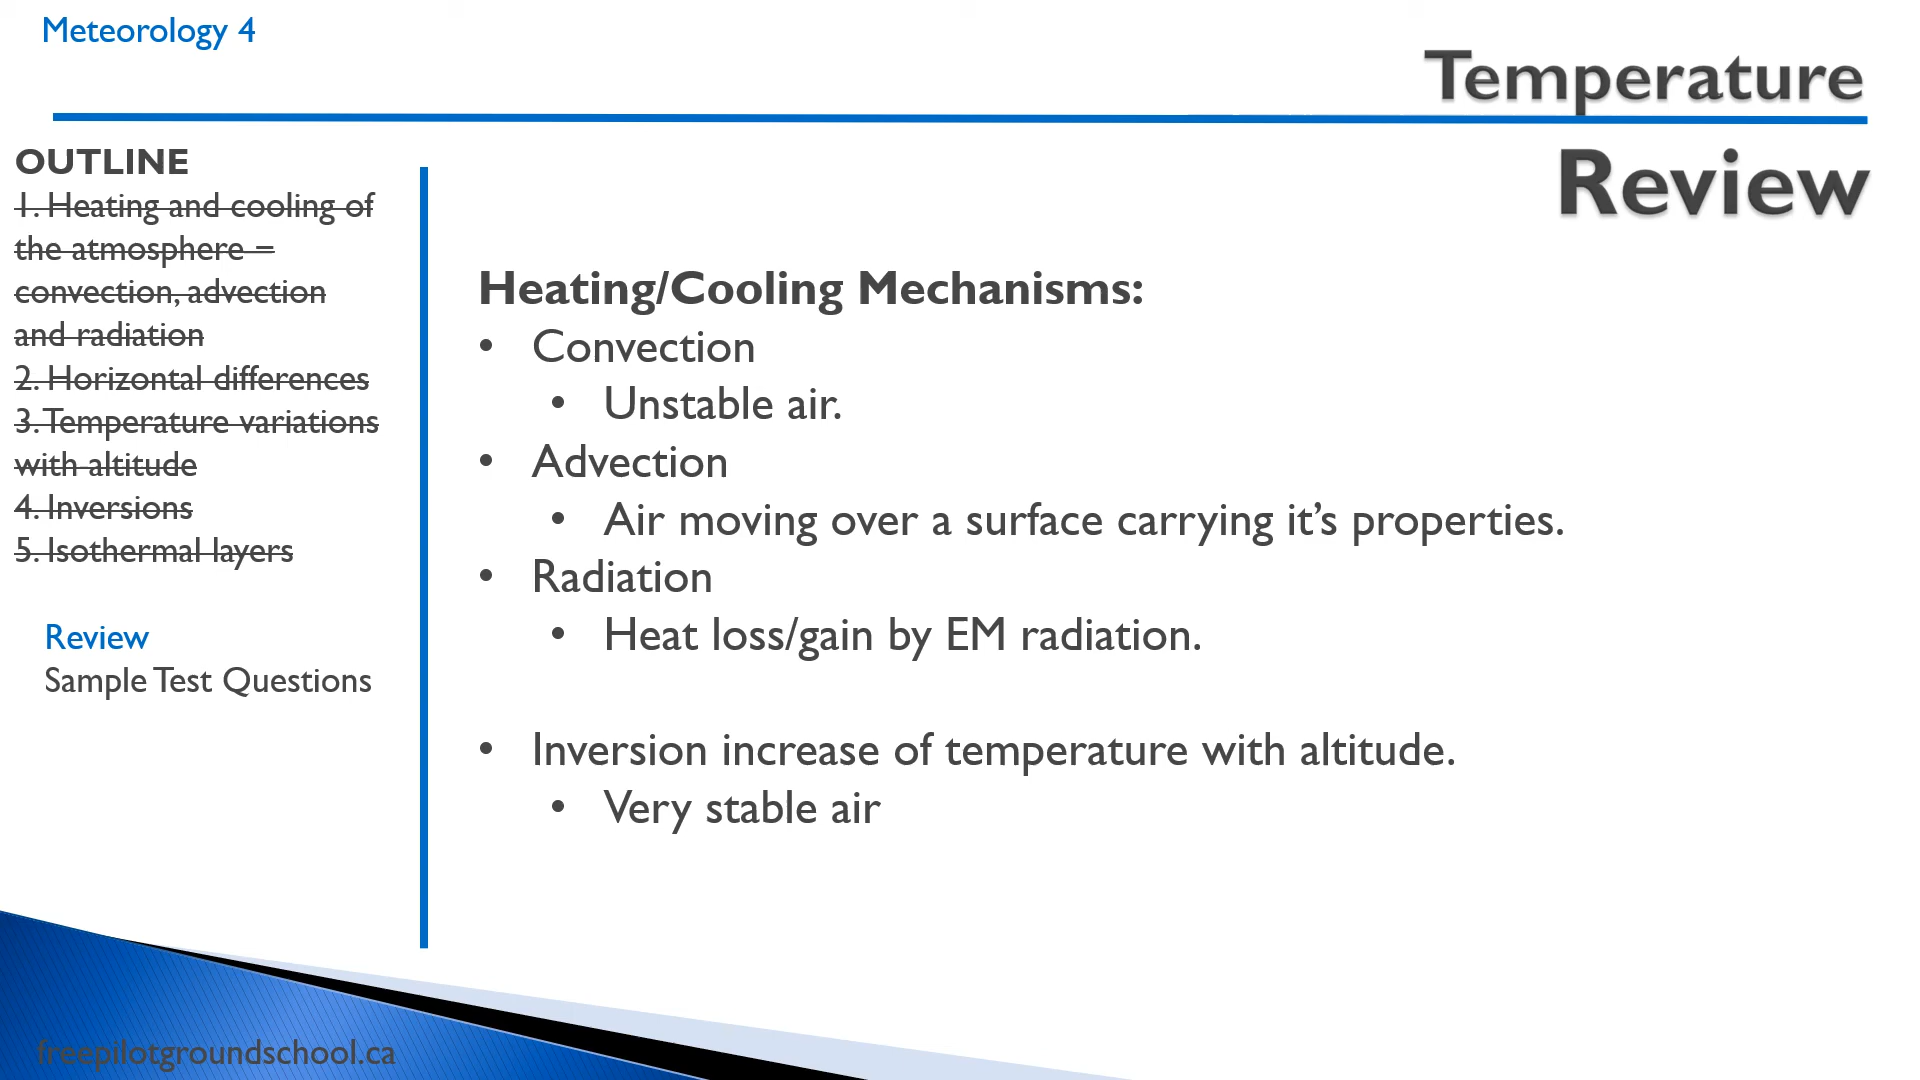 Meteorology 4
Temperature
Review
OUTLINE
1. Heating and cooling of
the atmosphere –
convection, advection
and radiation
2. Horizontal differences
3. Temperature variations
with altitude
4. Inversions
5. Isothermal layers
Review
Sample Test Questions
Heating/Cooling Mechanisms:
• Convection
• Unstable air.
• Advection
• Air moving over a surface carrying it’s properties.
• Radiation
• Heat loss/gain by EM radiation.
• Inversion increase of temperature with altitude.
• Very stable air
freepilotgroundschool.ca